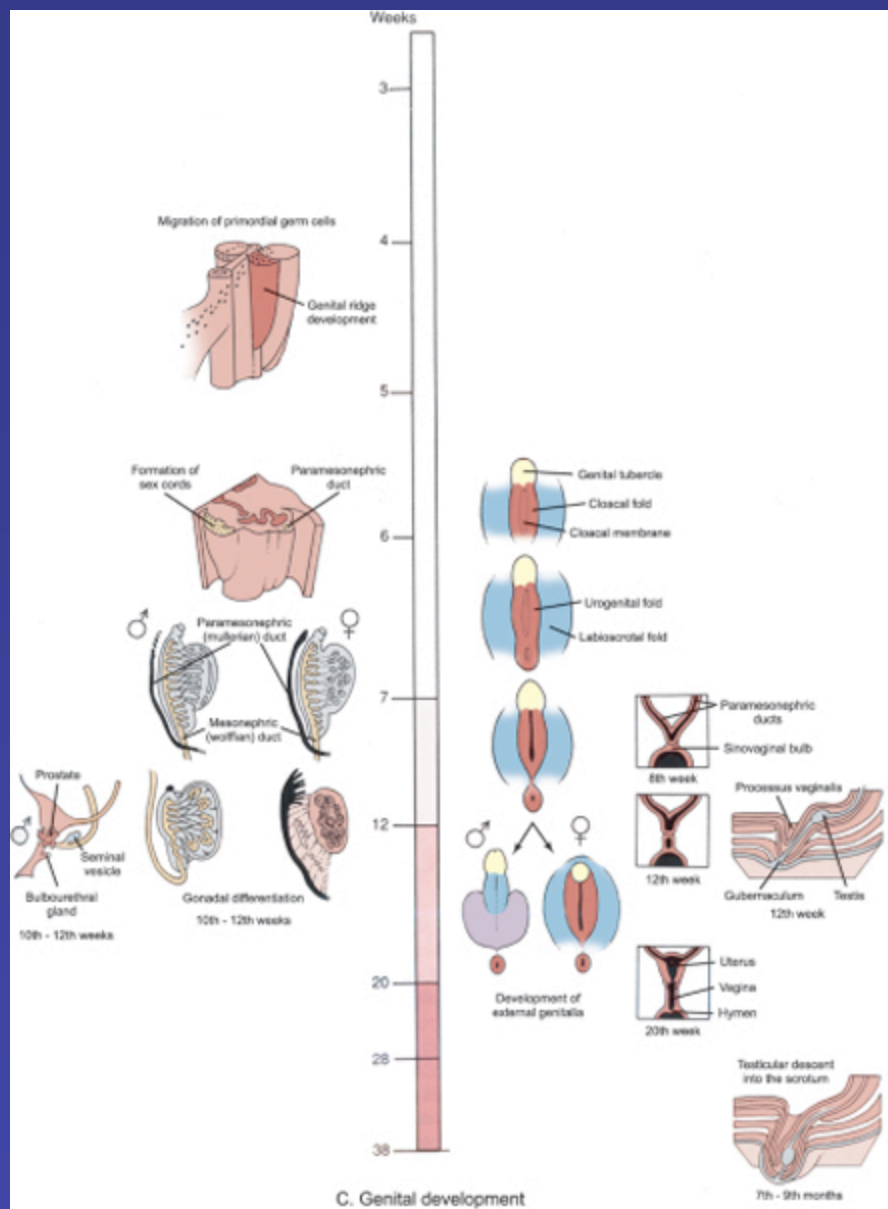 Weeks
3
Migration of primordial germ cells
4
Genital ridge
development
5
Formation of
sex cords
Paramesonephric
duct
Genital tubercle
Cloacal fold
Cloacal membrane
6
♂
Paramesonephric
(mullerian) duct
♀
Urogenital fold
Labioscrotal fold
7
Mesonephric
(wolffian) duct
Paramesonephric
ducts
Sinovaginal bulb
8th week
Prostate
♂
Seminal
vesicle
Bulbourethral
gland
10th - 12th weeks
Gonadal differentiation
10th - 12th weeks
12
♂
♀
Processus vaginalis
12th week
Gubernaculum
Testis
12th week
20
Development of
external genitalia
Uterus
Vagina
Hymen
20th week
28
Testicular descent
into the scrotum
38
7th - 9th months
C. Genital development